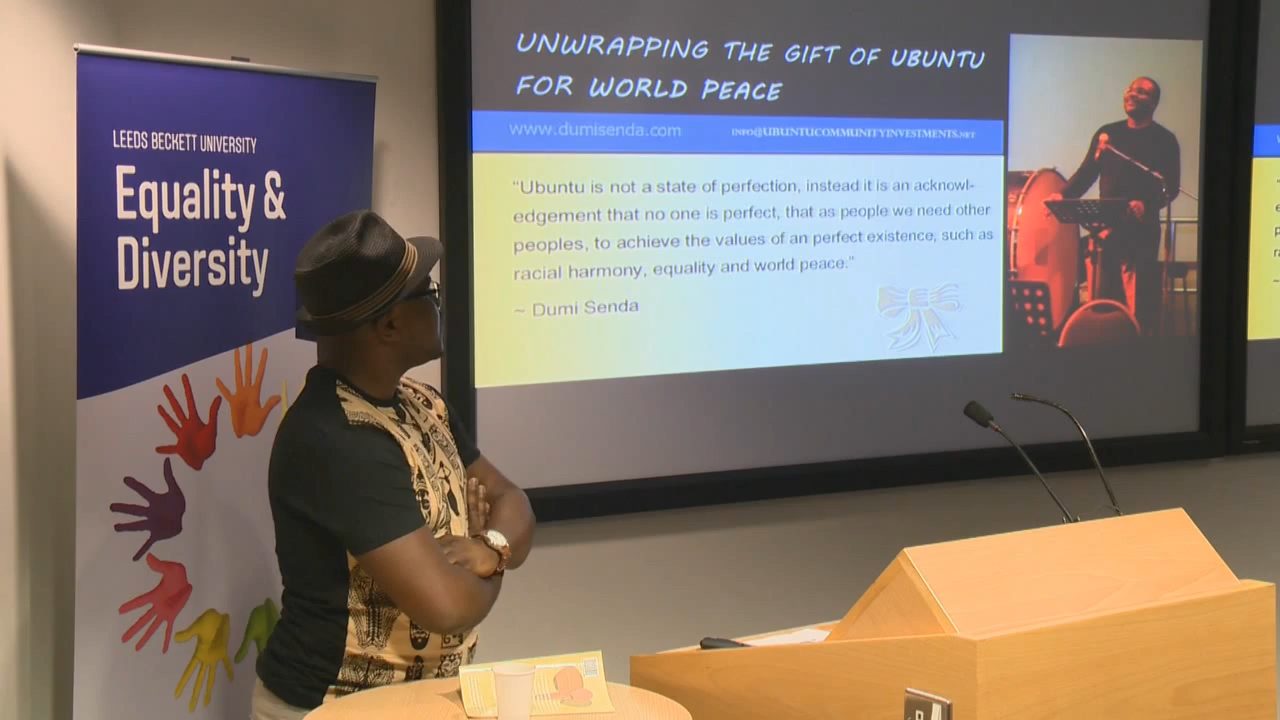 LEEDS BECKETT UNIVERSITY
Equality &
Diversity
UNWRAPPING THE GIFT OF UBUNTU
FOR WORLD PEACE
www.dumisenda.com INFO@UBUNTUCOMMUNITYINVESTMENTS.NET
"Ubuntu is not a state of perfection, instead it is an acknowl-
edgement that no one is perfect, that as people we need other
peoples, to achieve the values of an perfect existence, such as
racial harmony, equality and world peace."
~ Dumi Senda